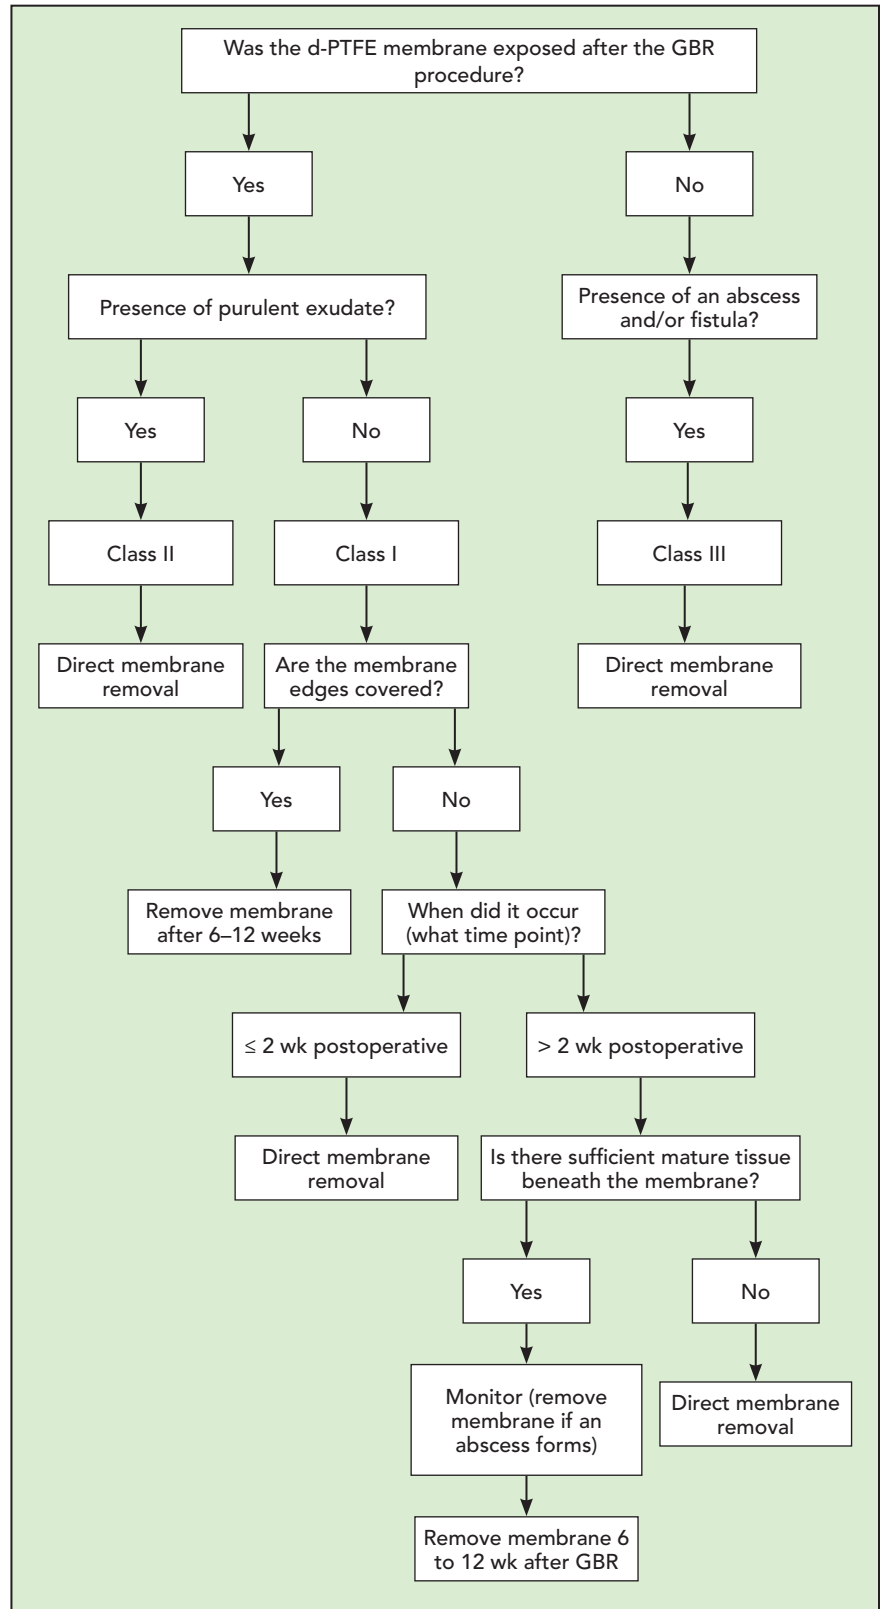 Was the d-PTFE membrane exposed after the GBR
procedure?
Yes
No
Presence of purulent exudate?
Presence of an abscess
and/or fistula?
Yes
No
Yes
Class II
Class I
Class III
Direct membrane
removal
Are the membrane
edges covered?
Direct membrane
removal
Yes
No
Remove membrane
after 6–12 weeks
When did it occur
(what time point)?
≤ 2 wk postoperative
> 2 wk postoperative
Direct membrane
removal
Is there sufficient mature tissue
beneath the membrane?
Yes
No
Monitor (remove
membrane if an
abscess forms)
Direct membrane
removal
Remove membrane 6
to 12 wk after GBR